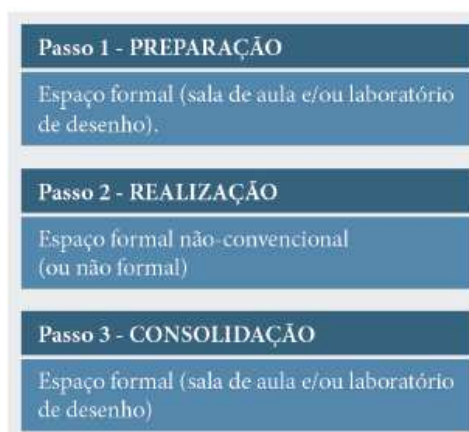 Passo 1 - PREPARAÇÃO
Espaço formal (sala de aula e/ou laboratório
de desenho).
Passo 2 - REALIZAÇÃO
Espaço formal não-convencional
(ou não formal)
Passo 3 - CONSOLIDAÇÃO
Espaço formal (sala de aula e/ou laboratório
de desenho)